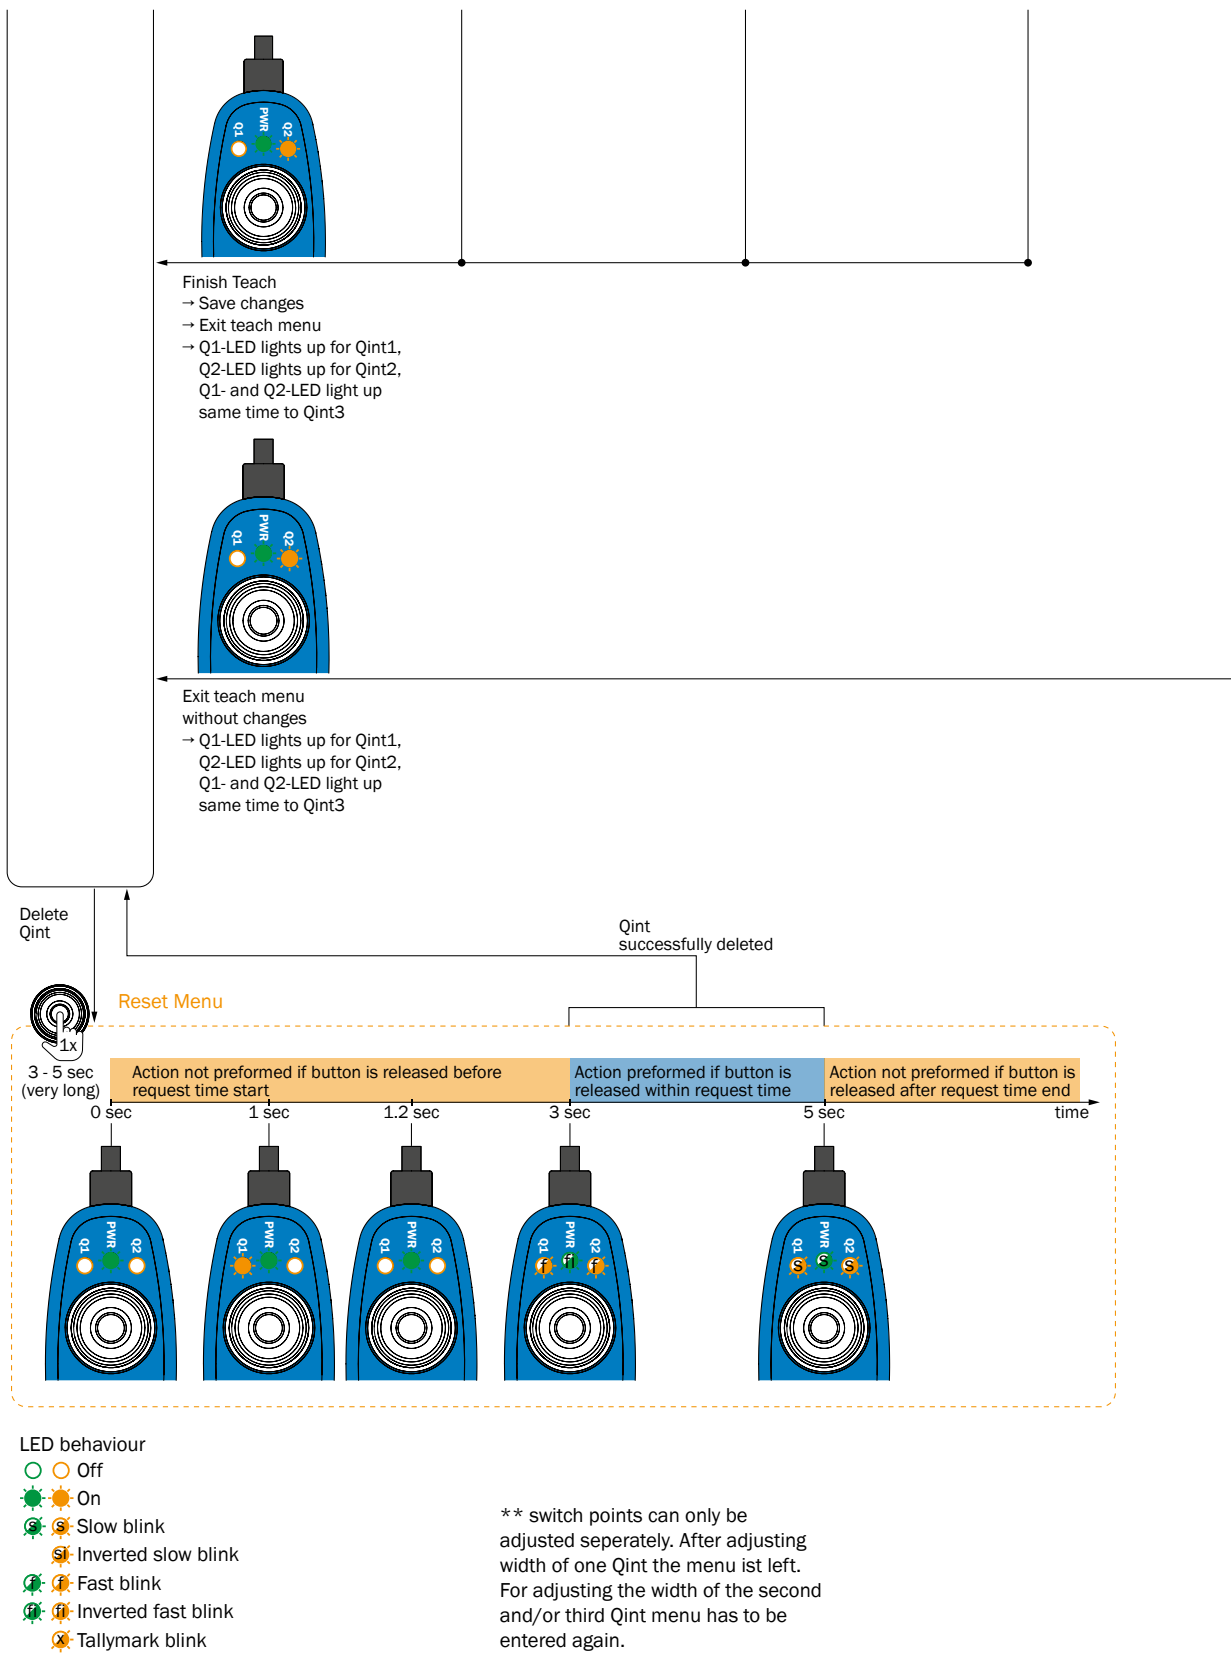 Q1 PWR Q2
Finish Teach
→ Save changes
→ Exit teach menu
→ Q1-LED lights up for Qint1,
Q2-LED lights up for Qint2,
Q1- and Q2-LED light up
same time to Qint3
Q1 PWR Q2
Exit teach menu
without changes
→ Q1-LED lights up for Qint1,
Q2-LED lights up for Qint2,
Q1- and Q2-LED light up
same time to Qint3
Delete
Qint
Qint
successfully deleted
Reset Menu
1x
3 - 5 sec
(very long)
Action not preformed if button is released before
request time start
Action preformed if button is
released within request time
Action not preformed if button is
released after request time end
0 sec
1 sec
1.2 sec
3 sec
5 sec
time
Q1 PWR Q2
Q1 PWR Q2
Q1 PWR Q2
Q1 PWR Q2
f fi f
Q1 PWR Q2
S S S
LED behaviour
Off
On
S S Slow blink
SI Inverted slow blink
f f Fast blink
fi fi Inverted fast blink
X Tallymark blink
** switch points can only be
adjusted seperately. After adjusting
width of one Qint the menu ist left.
For adjusting the width of the second
and/or third Qint menu has to be
entered again.